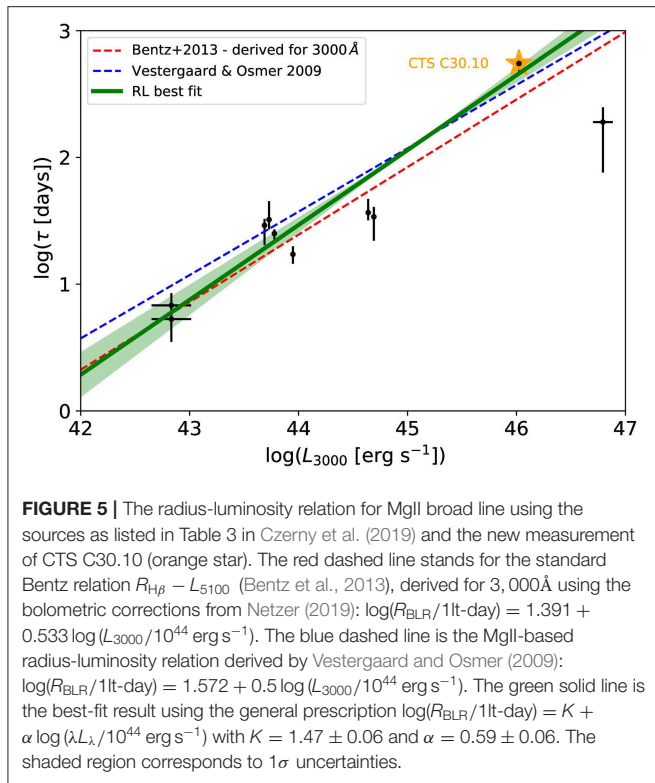 3
2
1
0
log(τ [days])
Bentz+2013 - derived for 3000 Å
Vestergaard & Osmer 2009
RL best fit
CTS C30.10
42 43 44 45 46 47
log(L₃₀₀₀ [erg s⁻¹])
FIGURE 5 | The radius-luminosity relation for MgII broad line using the
sources as listed in Table 3 in Czerny et al. (2019) and the new measurement
of CTS C30.10 (orange star). The red dashed line stands for the standard
Bentz relation R_Hβ − L₅₁₀₀ (Bentz et al., 2013), derived for 3, 000Å using the
bolometric corrections from Netzer (2019): log(R_BLR/1lt-day) = 1.391 +
0.533 log (L₃₀₀₀/10⁴⁴ erg s⁻¹). The blue dashed line is the MgII-based
radius-luminosity relation derived by Vestergaard and Osmer (2009):
log(R_BLR/1lt-day) = 1.572 + 0.5 log (L₃₀₀₀/10⁴⁴ erg s⁻¹). The green solid line is
the best-fit result using the general prescription log(R_BLR/1lt-day) = K +
α log (λL_λ/10⁴⁴ erg s⁻¹) with K = 1.47 ± 0.06 and α = 0.59 ± 0.06. The
shaded region corresponds to 1σ uncertainties.